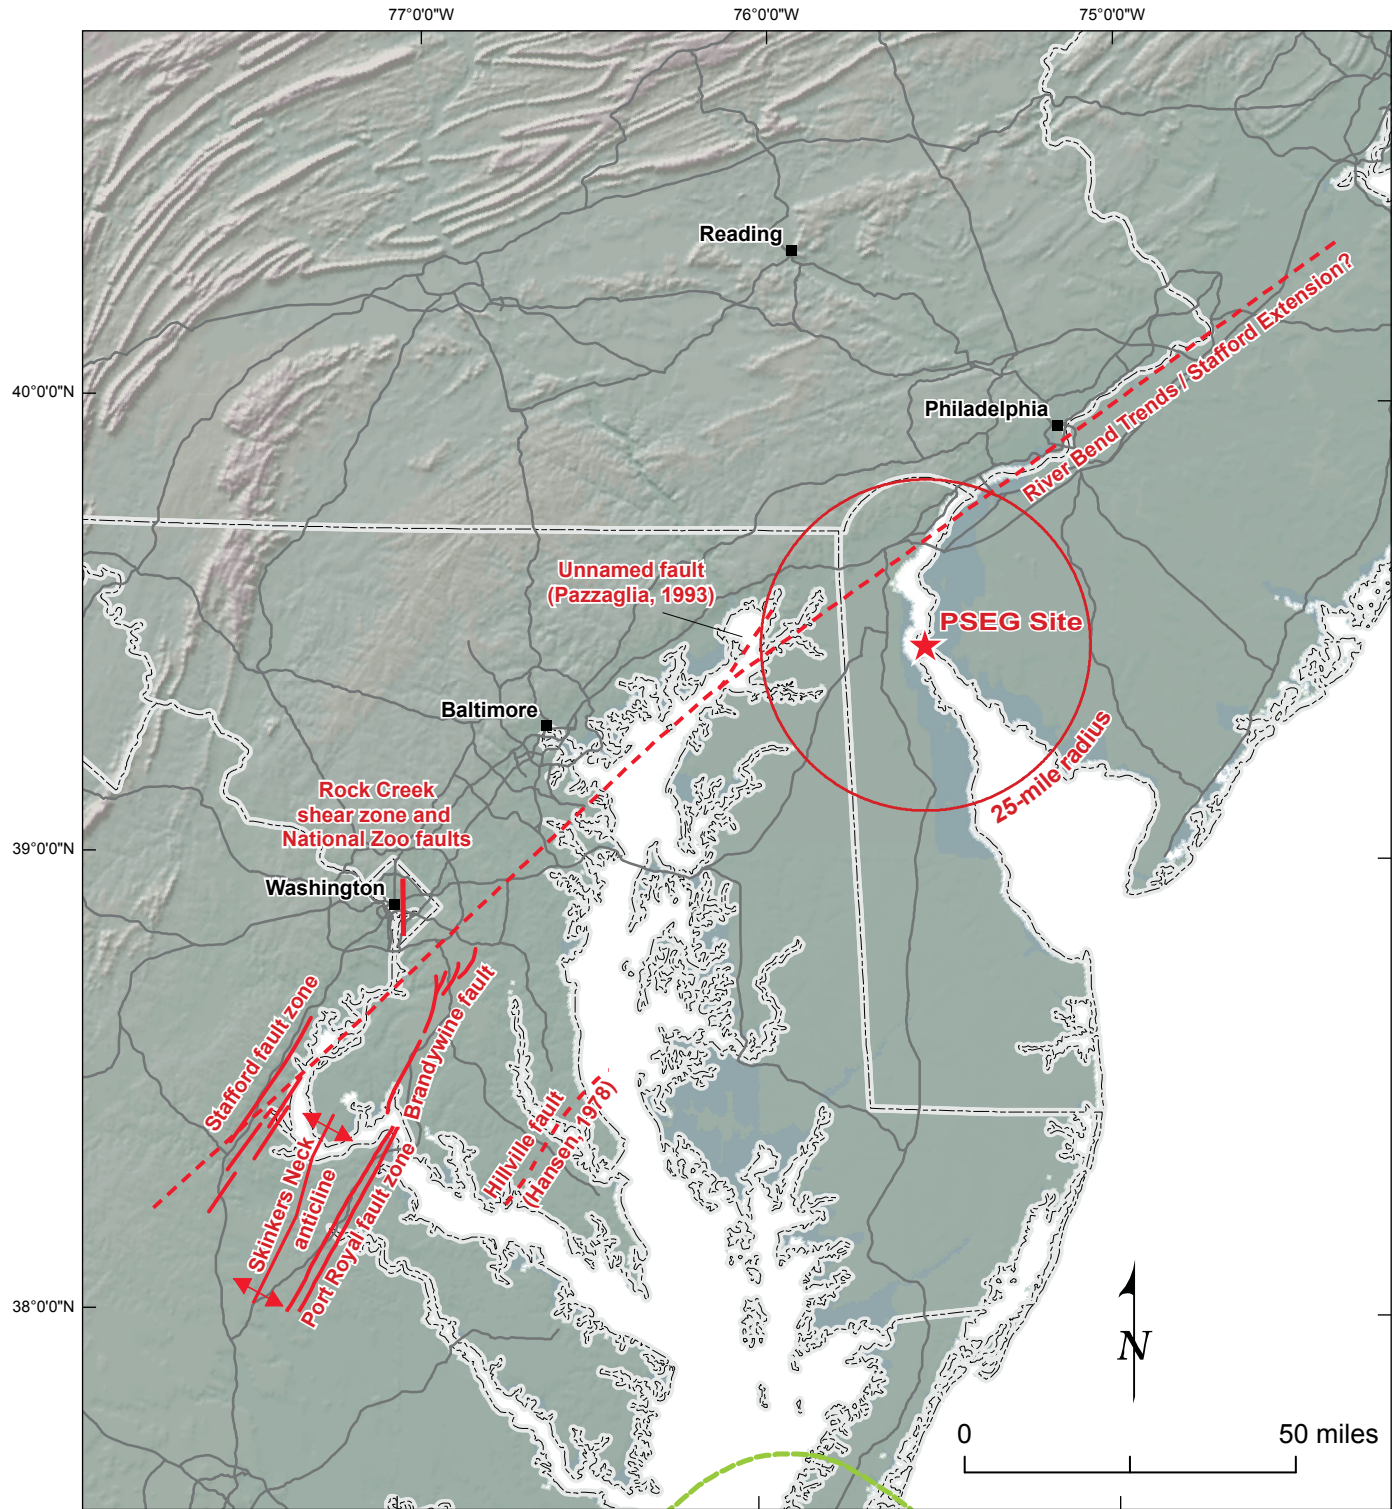 77°0'0"W
76°0'0"W
75°0'0"W
Reading
River Bend Trends / Stafford Extension?
40°0'0"N
Philadelphia
Unnamed fault
(Pazzaglia, 1993)
PSEG Site
Baltimore
25-mile radius
Rock Creek
shear zone and
National Zoo faults
39°0'0"N
Washington
Stafford fault zone
Brandywine fault
Hillville fault
(Hansen, 1978)
Skinkers Neck
anticline
Port Royal fault zone
38°0'0"N
N
0
50 miles